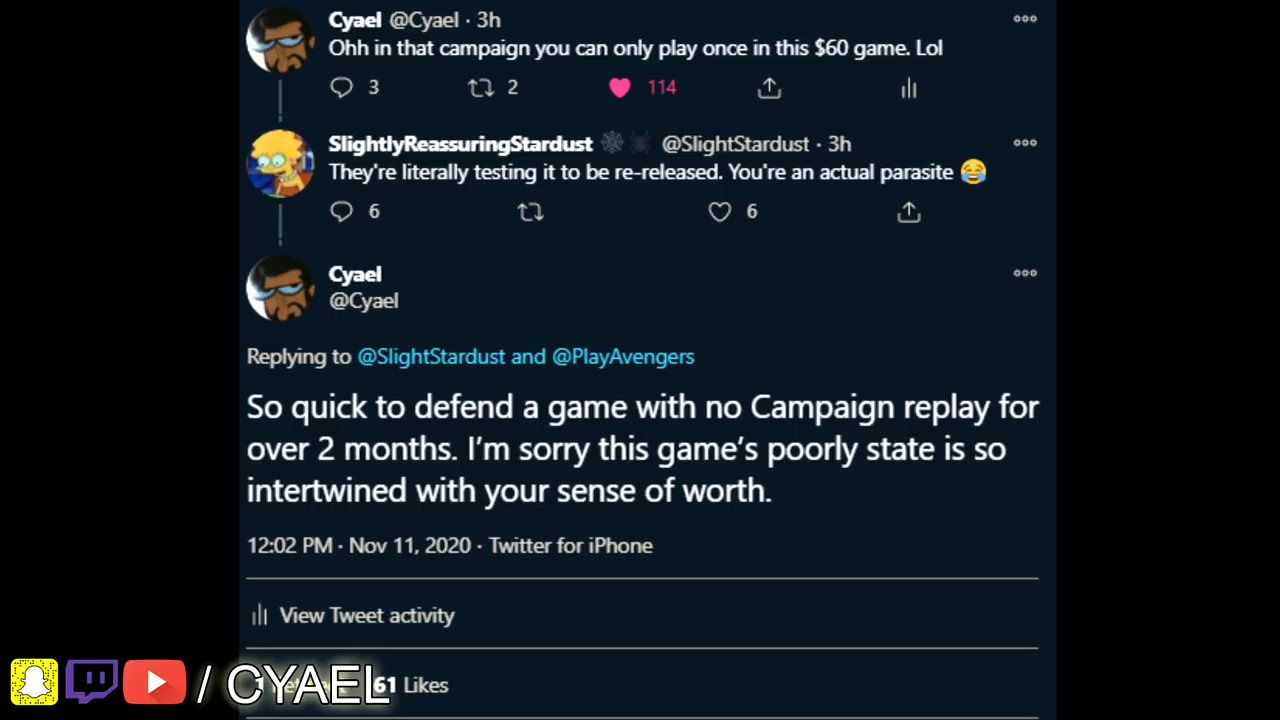 Cyael @Cyael · 3h
Ohh in that campaign you can only play once in this $60 game. Lol
3 2 114
SlightlyReassuringStardust 🕸️ 🕷️ @SlightStardust · 3h
They're literally testing it to be re-released. You're an actual parasite 😂
6 6
Cyael
@Cyael
Replying to @SlightStardust and @PlayAvengers
So quick to defend a game with no Campaign replay for
over 2 months. I'm sorry this game's poorly state is so
intertwined with your sense of worth.
12:02 PM · Nov 11, 2020 · Twitter for iPhone
View Tweet activity
61 Likes
/ CYAEL